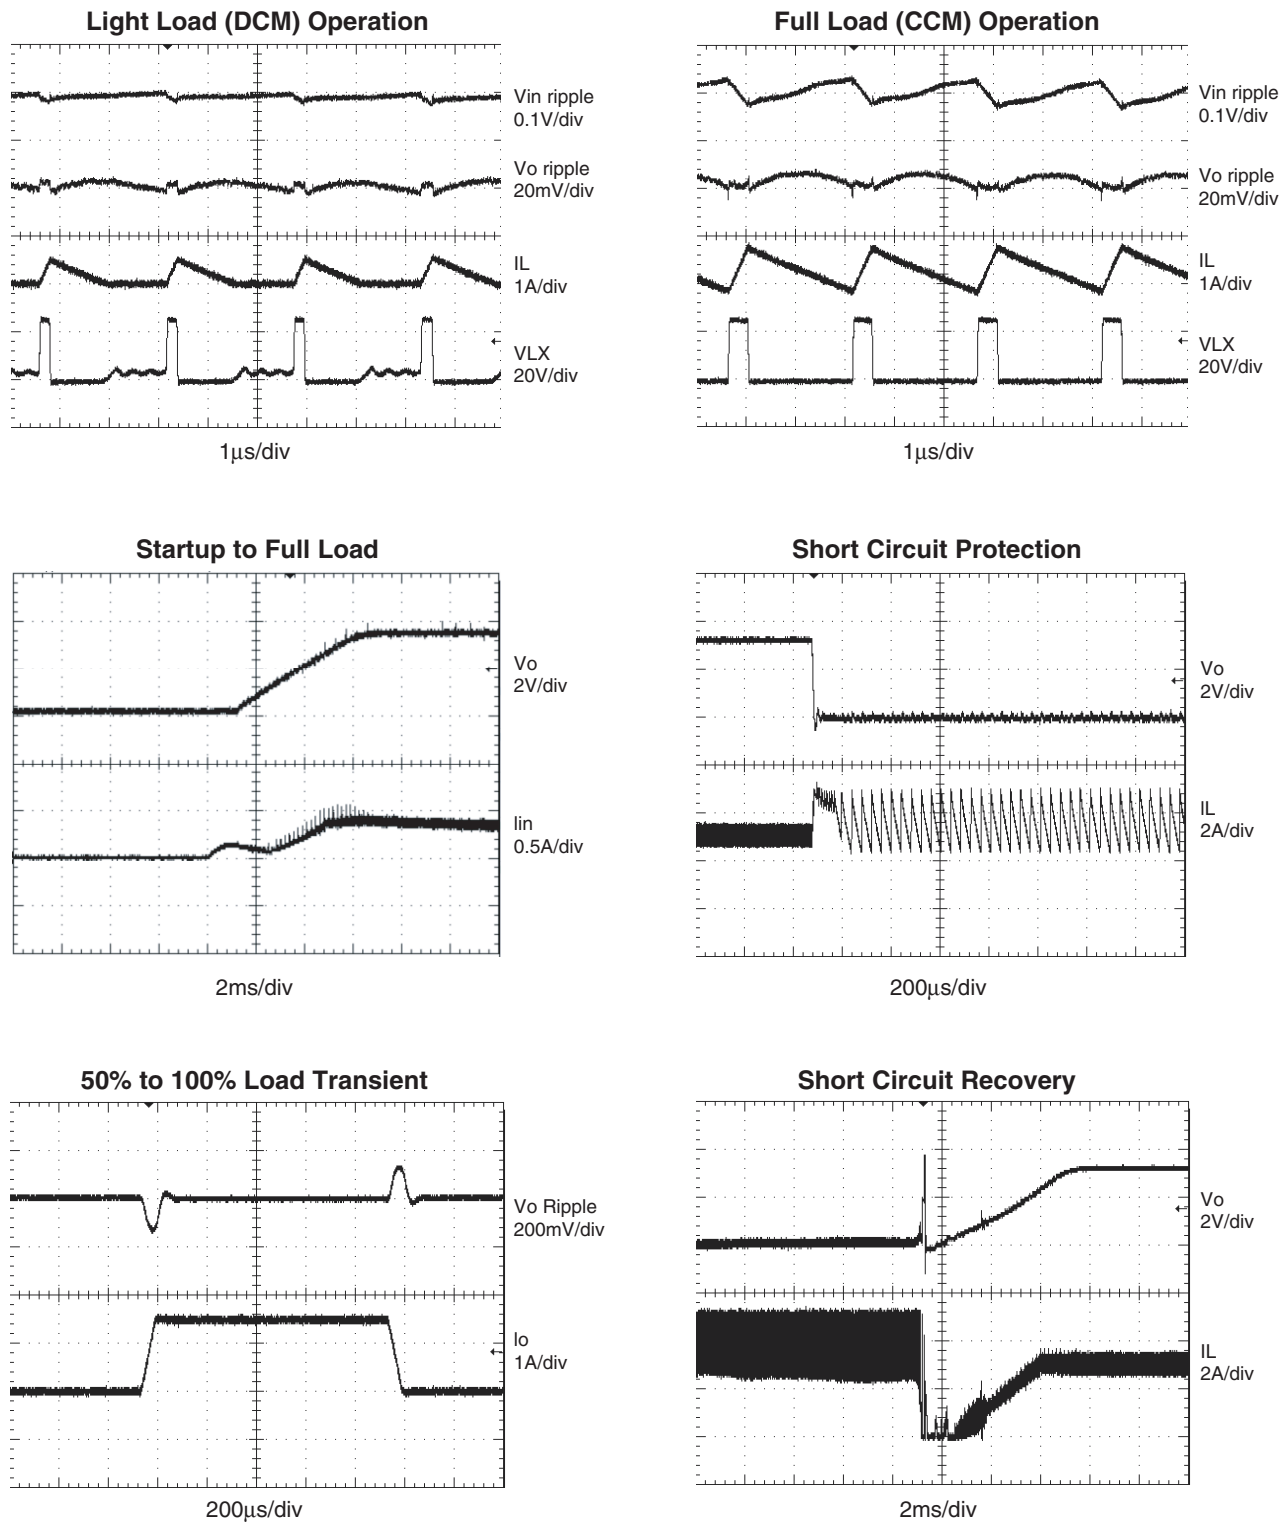 Light Load (DCM) Operation
Vin ripple
0.1V/div
Vo ripple
20mV/div
IL
1A/div
VLX
20V/div
1μs/div
Full Load (CCM) Operation
Vin ripple
0.1V/div
Vo ripple
20mV/div
IL
1A/div
VLX
20V/div
1μs/div
Startup to Full Load
Vo
2V/div
Iin
0.5A/div
2ms/div
Short Circuit Protection
Vo
2V/div
IL
2A/div
200μs/div
50% to 100% Load Transient
Vo Ripple
200mV/div
Io
1A/div
200μs/div
Short Circuit Recovery
Vo
2V/div
IL
2A/div
2ms/div